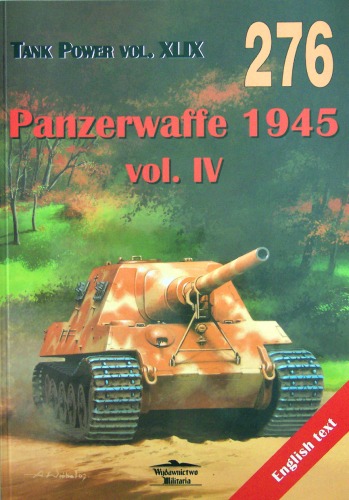 TANK POWER VOL. XLIX
276
Panzerwaffe 1945
vol. IV
English text
Wydawnictwo
Militaria